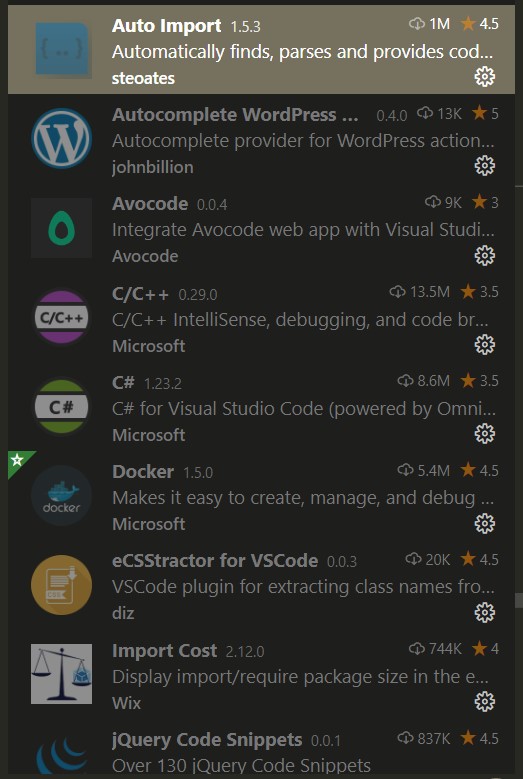 Auto Import 1.5.3 1M 4.5
{..}
Automatically finds, parses and provides cod...
steoates
Autocomplete WordPress ... 0.4.0 13K 5
Autocomplete provider for WordPress action...
johnbillion
Avocode 0.0.4 9K 3
Integrate Avocode web app with Visual Studi...
Avocode
C/C++ 0.29.0 13.5M 3.5
C/C++
C/C++ IntelliSense, debugging, and code br...
Microsoft
C# 1.23.2 8.6M 3.5
C#
C# for Visual Studio Code (powered by Omni...
Microsoft
Docker 1.5.0 5.4M 4.5
docker
Makes it easy to create, manage, and debug ...
Microsoft
eCSStractor for VSCode 0.0.3 20K 4.5
VSCode plugin for extracting class names fro...
CSS
diz
Import Cost 2.12.0 744K 4
Display import/require package size in the e...
Wix
jQuery Code Snippets 0.0.1 837K 4.5
Over 130 jQuery Code Snippets